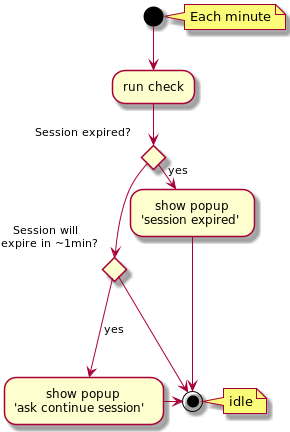 Each minute
run check
Session expired?
yes
show popup
'session expired'
Session will
expire in ~1min?
yes
show popup
'ask continue session'
idle